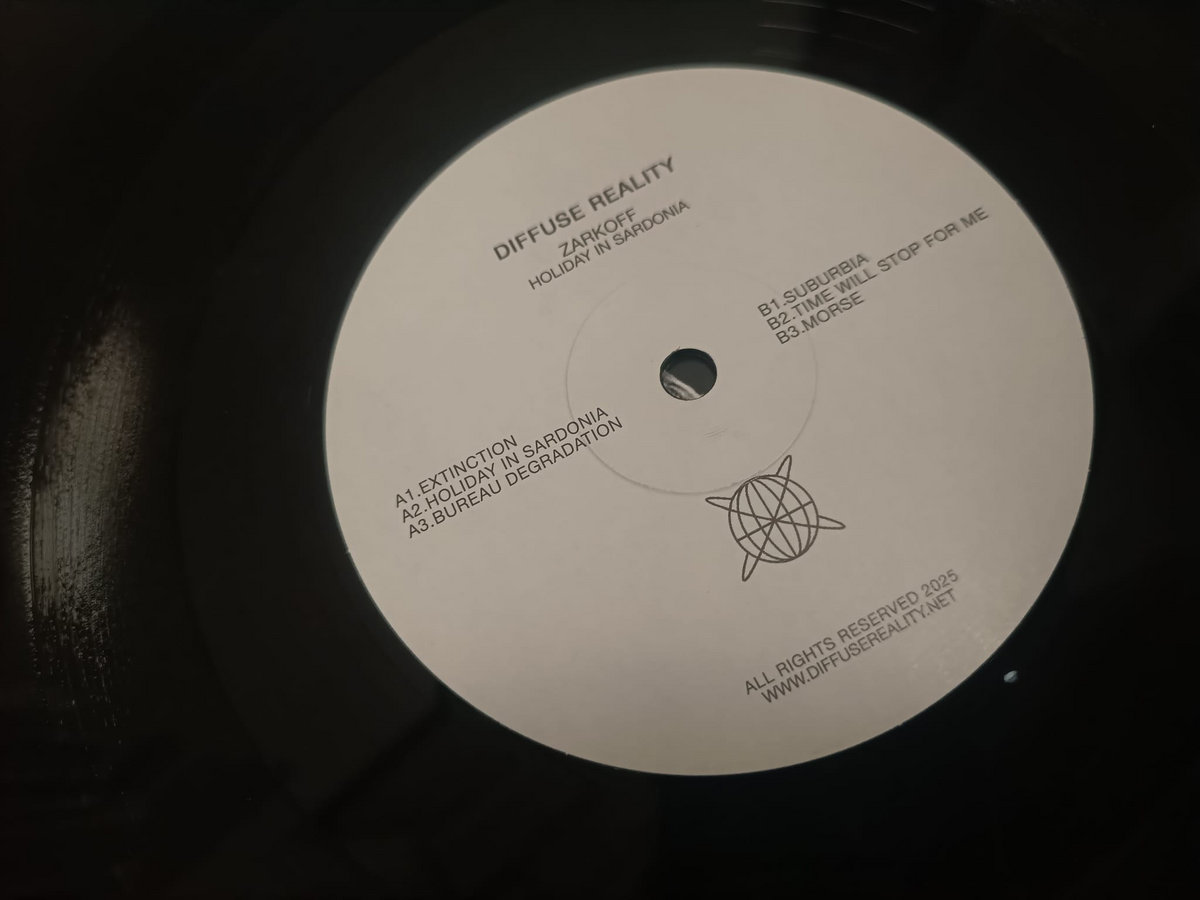 DIFFUSE REALITY
ZARKOFF
HOLIDAY IN SARDONIA
B1.SUBURBIA
B2.TIME WILL STOP FOR ME
B3.MORSE
A1.EXTINCTION
A2.HOLIDAY IN SARDONIA
A3.BUREAU DEGRADATION
ALL RIGHTS RESERVED 2025
WWW.DIFFUSEREALITY.NET